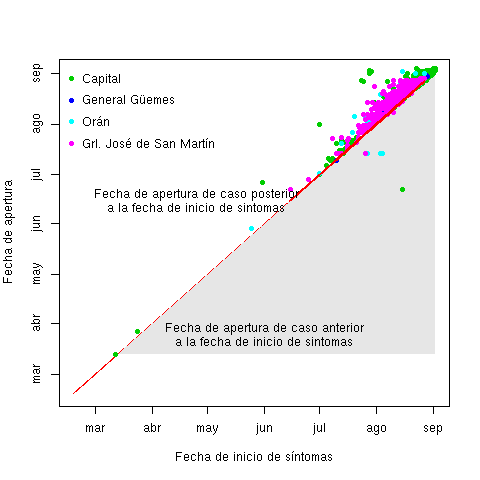 Capital
General Güemes
Orán
Grl. José de San Martín
Fecha de apertura de caso posterior
a la fecha de inicio de sintomas
Fecha de apertura de caso anterior
a la fecha de inicio de sintomas
Fecha de apertura
sep
ago
jul
jun
may
abr
mar
mar abr may jun jul ago sep
Fecha de inicio de síntomas